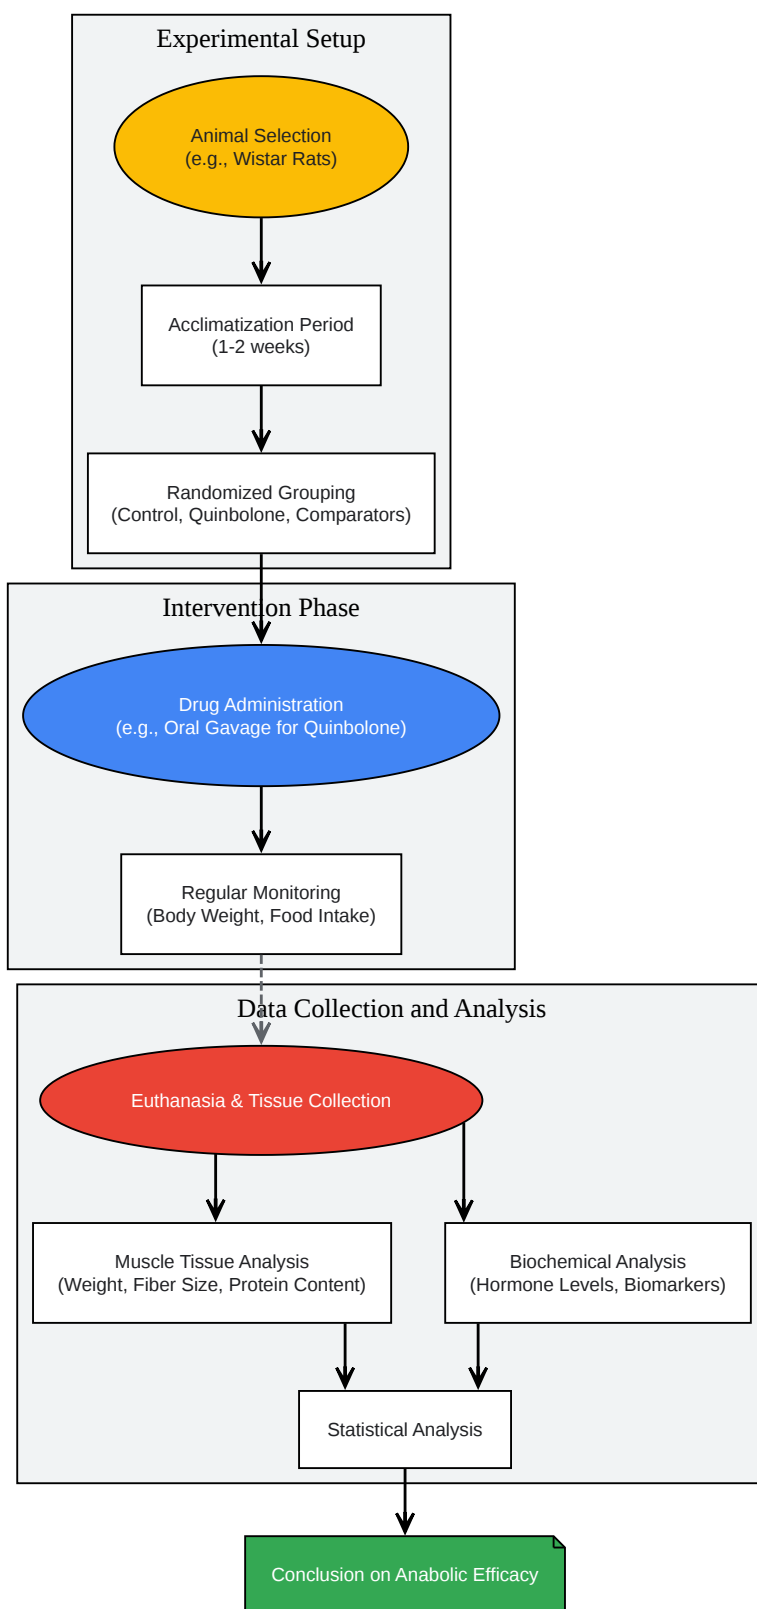 Experimental Setup
Animal Selection
(e.g., Wistar Rats)
Acclimatization Period
(1-2 weeks)
Randomized Grouping
(Control, Quinbolone, Comparators)
Intervention Phase
Drug Administration
(e.g., Oral Gavage for Quinbolone)
Regular Monitoring
(Body Weight, Food Intake)
Data Collection and Analysis
Euthanasia & Tissue Collection
Muscle Tissue Analysis
(Weight, Fiber Size, Protein Content)
Biochemical Analysis
(Hormone Levels, Biomarkers)
Statistical Analysis
Conclusion on Anabolic Efficacy